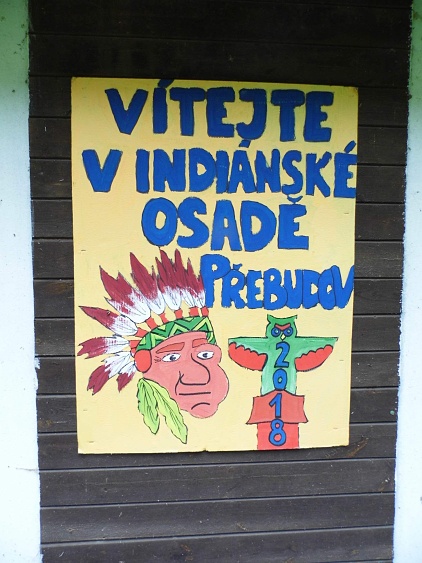 VÍTEJTE
V INDIÁNSKÉ
OSADĚ
PŘEBUDOV
2018